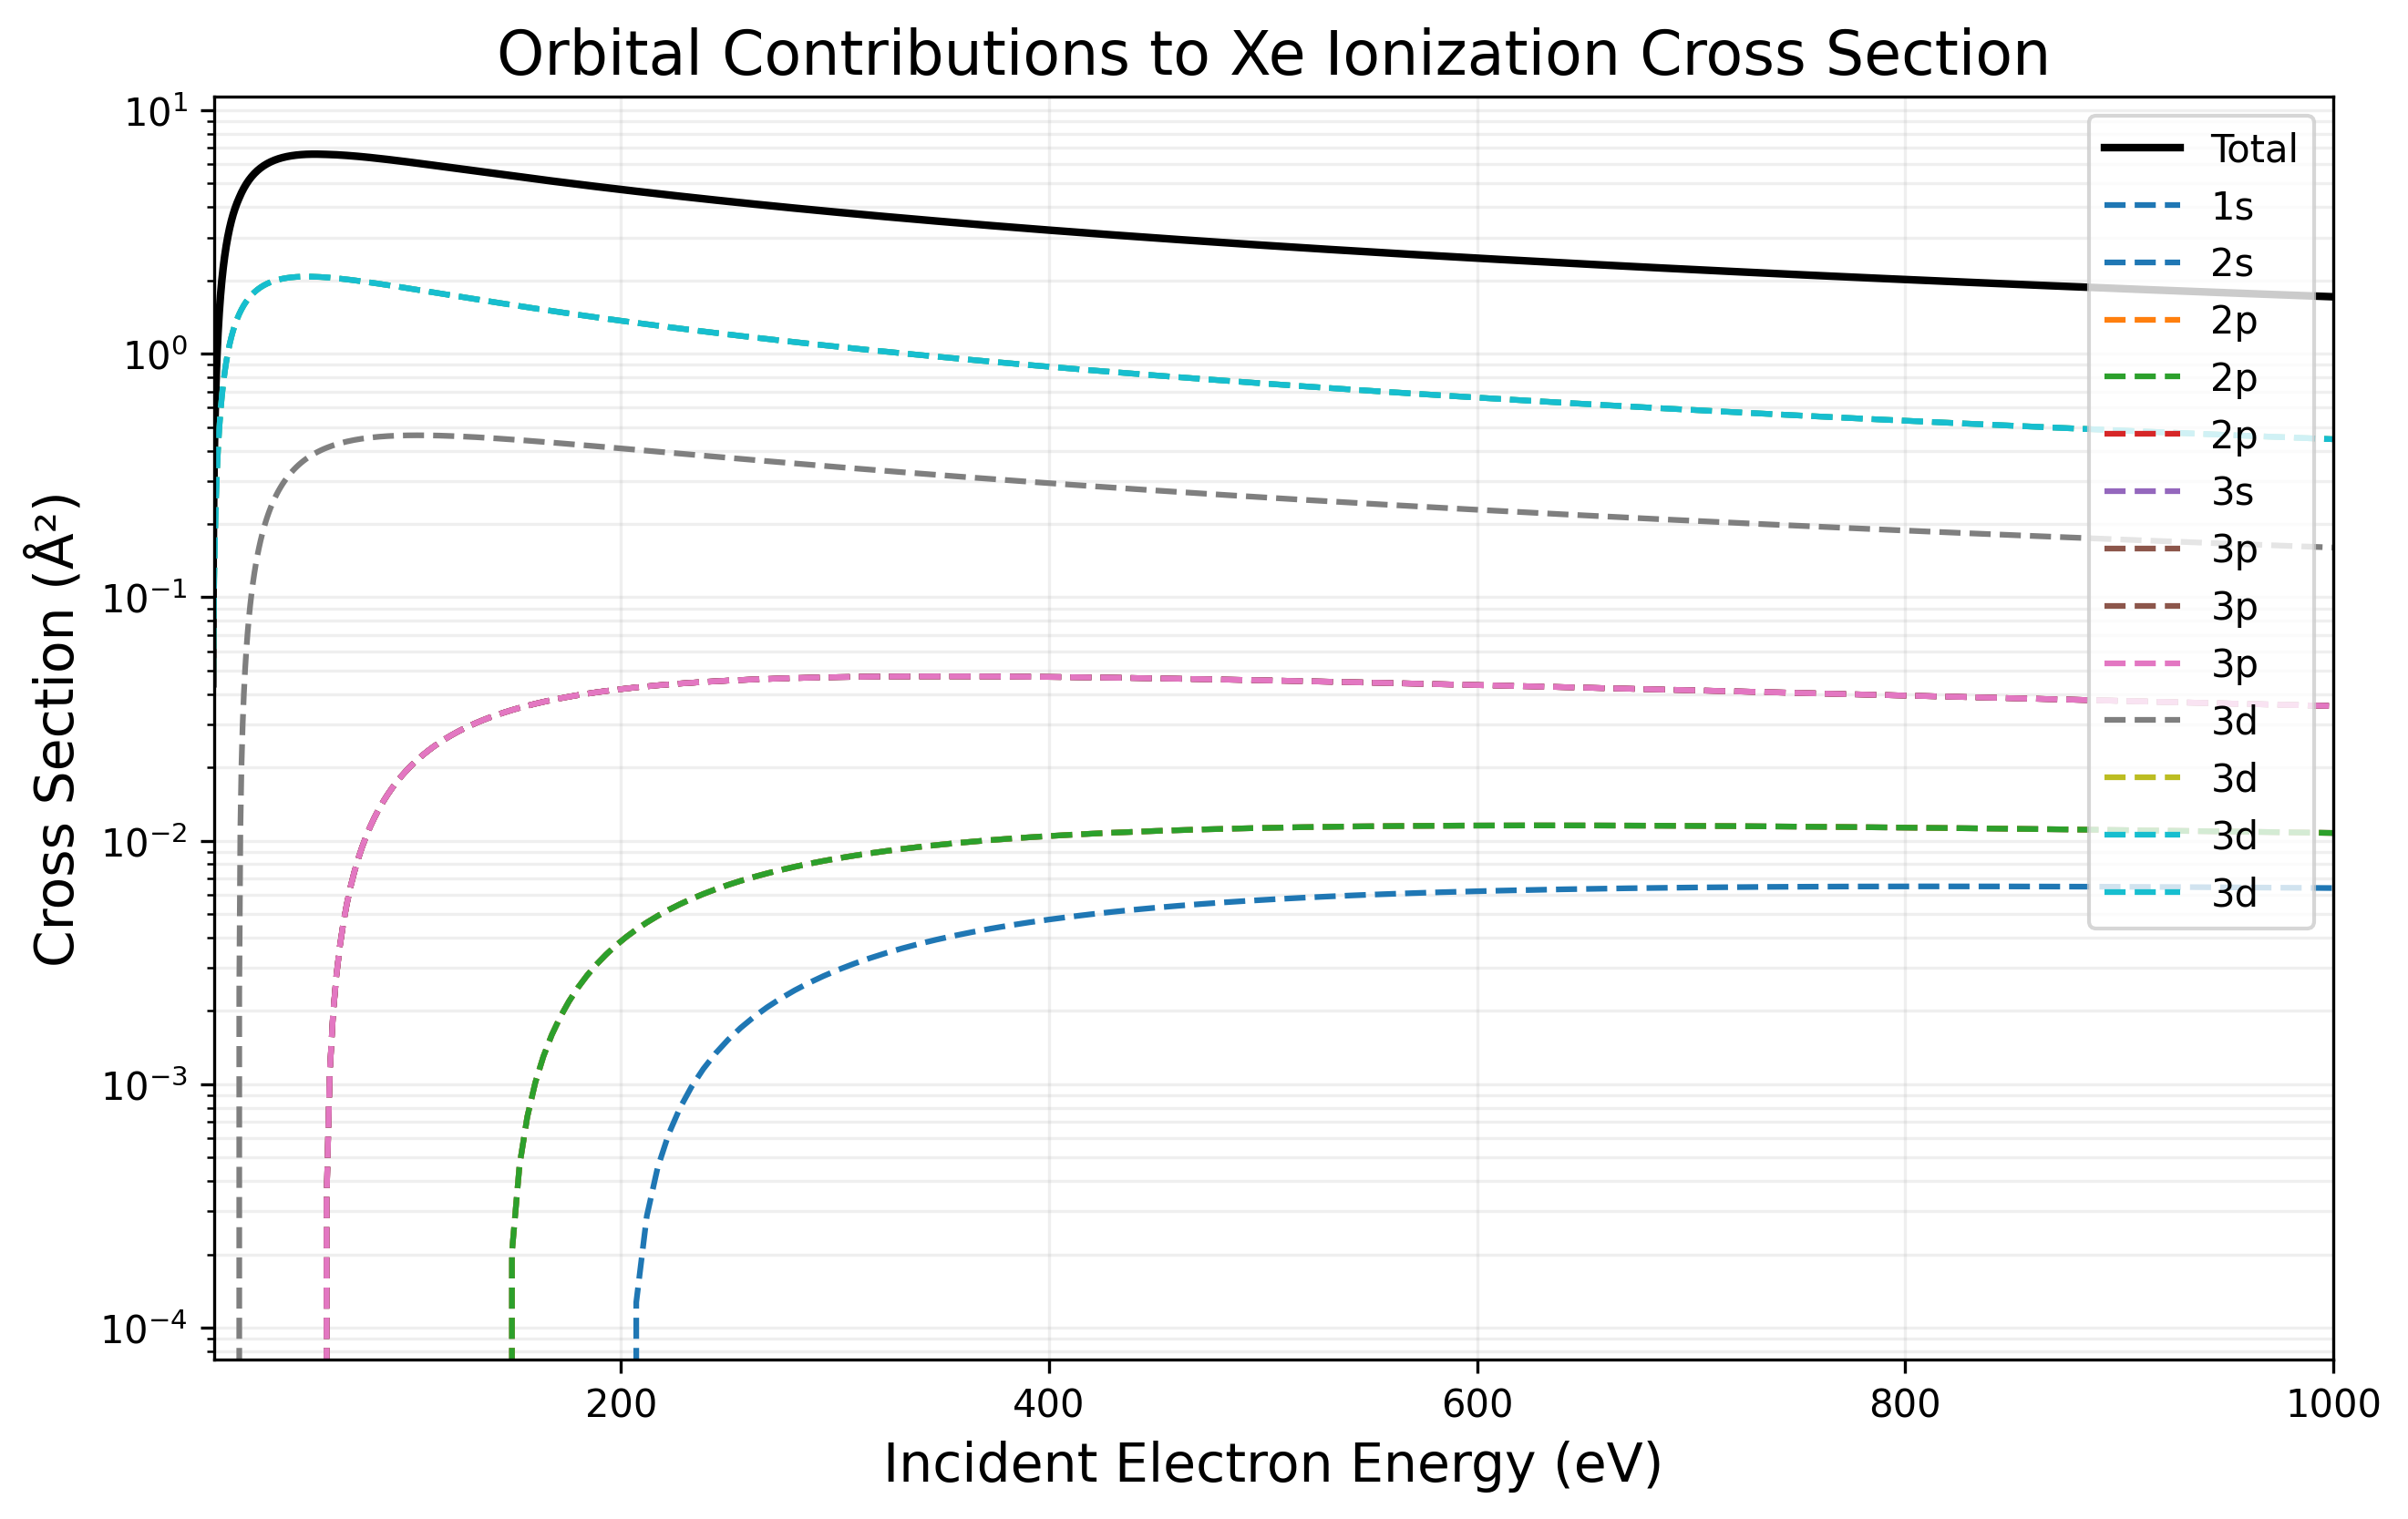 Orbital Contributions to Xe Ionization Cross Section
Cross Section (Å²)
10¹
10⁰
10⁻¹
10⁻²
10⁻³
10⁻⁴
Total
1s
2s
2p
2p
2p
3s
3p
3p
3p
3d
3d
3d
3d
200
400
600
800
1000
Incident Electron Energy (eV)